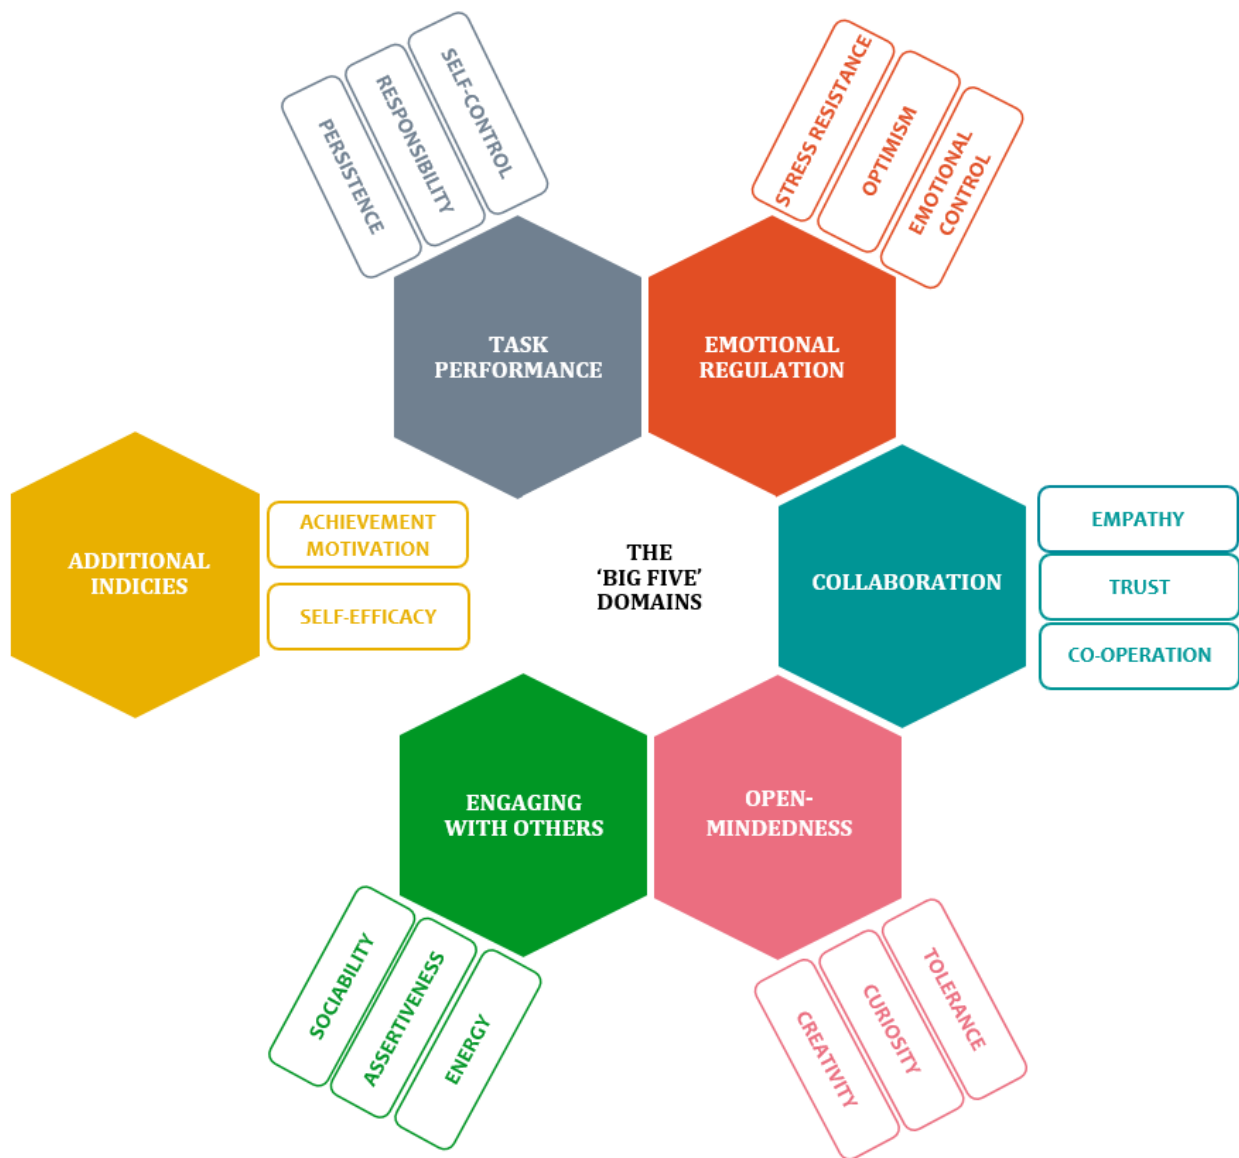 PERSISTENCE
RESPONSIBILITY
SELF-CONTROL
STRESS RESISTANCE
OPTIMISM
EMOTIONAL
CONTROL
TASK
PERFORMANCE
EMOTIONAL
REGULATION
ADDITIONAL
INDICIES
ACHIEVEMENT
MOTIVATION
SELF-EFFICACY
THE
‘BIG FIVE’
DOMAINS
COLLABORATION
EMPATHY
TRUST
CO-OPERATION
ENGAGING
WITH OTHERS
OPEN-
MINDEDNESS
SOCIABILITY
ASSERTIVENESS
ENERGY
CREATIVITY
CURIOSITY
TOLERANCE